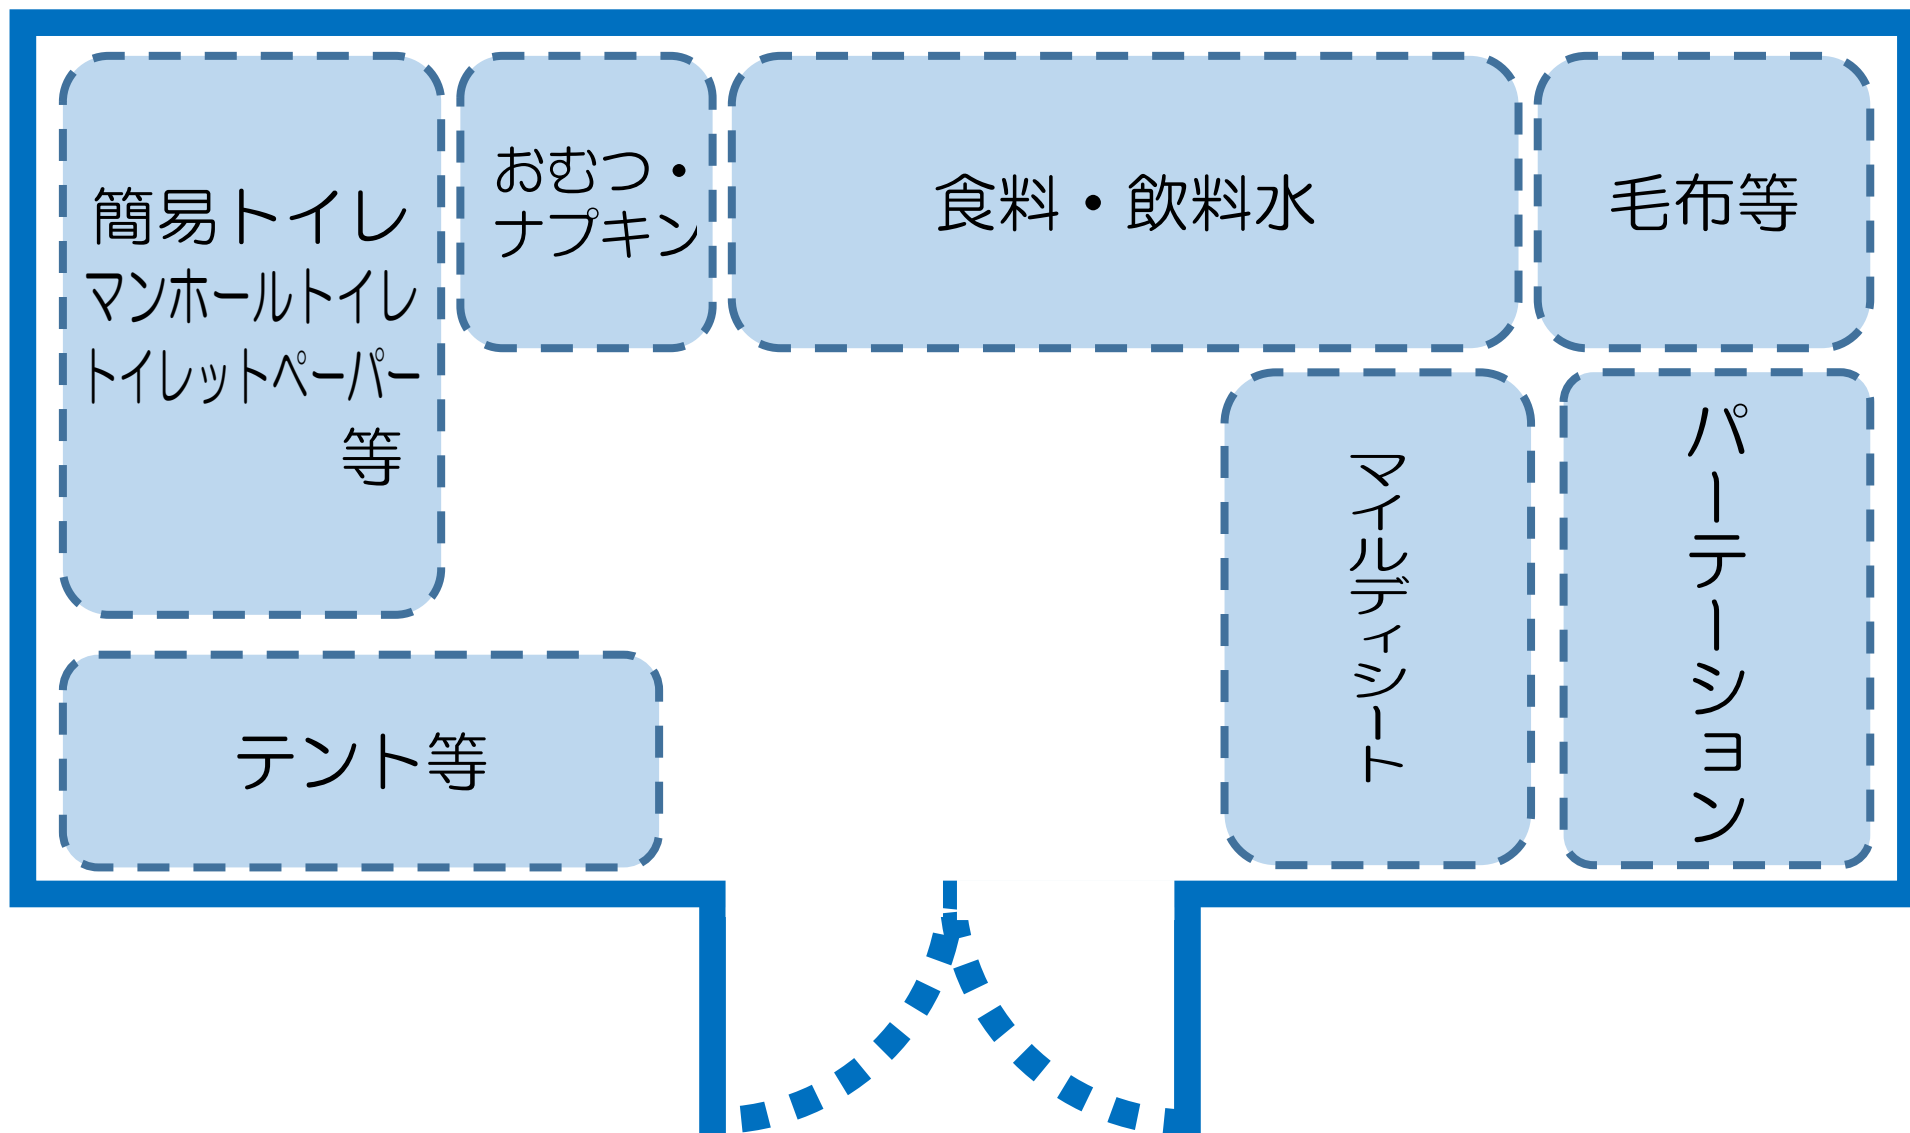 簡易トイレ
マンホールトイレ
トイレットペーパー
等
おむつ・
ナプキン
食料・飲料水
毛布等
マイルディシート
パーテーション
テント等